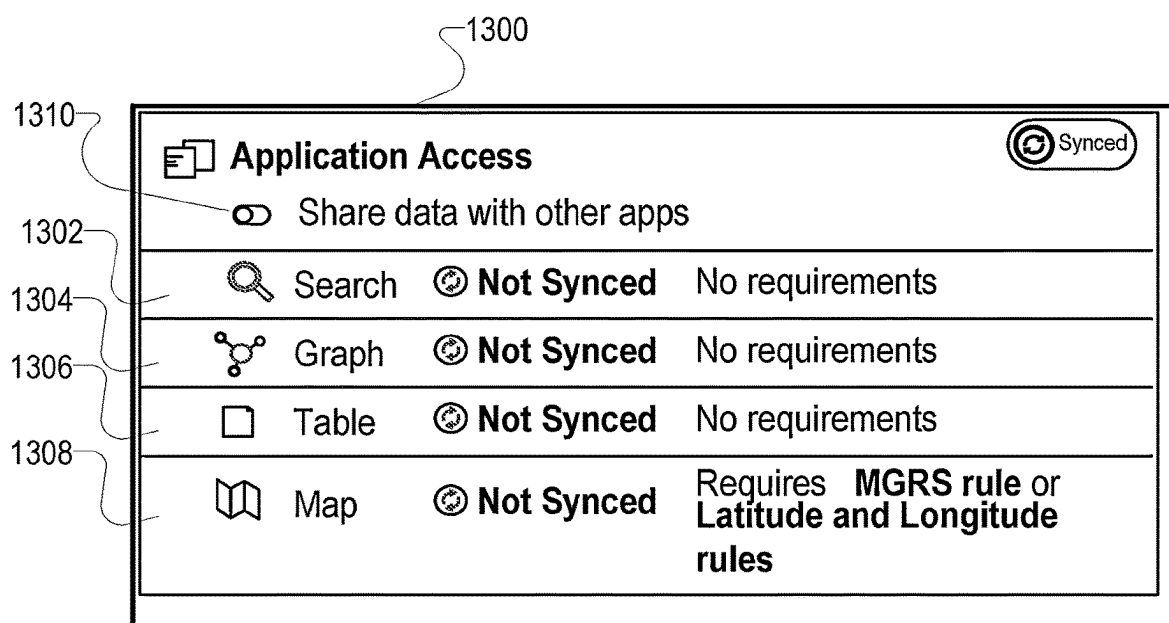 1300
1310
Application Access
Synced
Share data with other apps
1302
Search Not Synced No requirements
1304
Graph Not Synced No requirements
1306
Table Not Synced No requirements
1308
Map Not Synced Requires MGRS rule or
Latitude and Longitude
rules